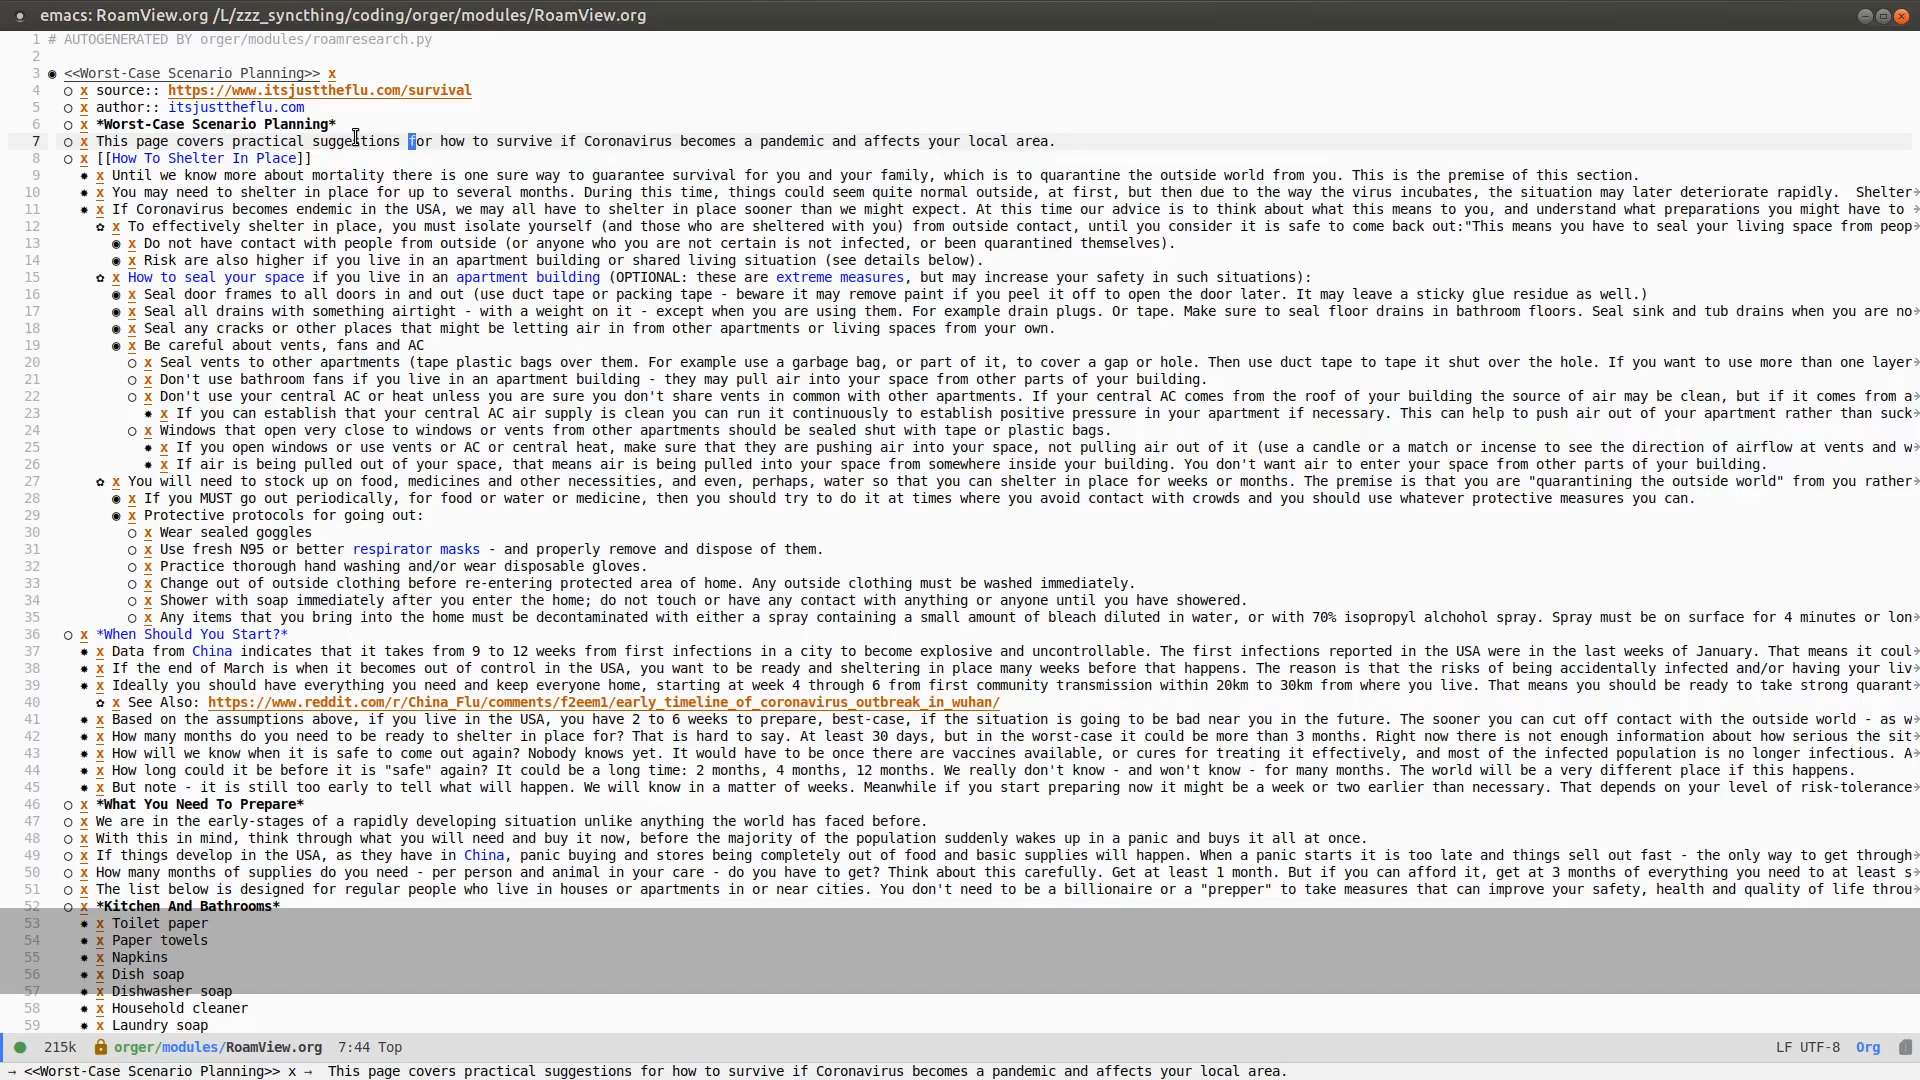 emacs: RoamView.org /L/zzz_syncthing/coding/orger/modules/RoamView.org
1 # AUTOGENERATED BY orger/modules/roamresearch.py
2
3 ◉ <<Worst-Case Scenario Planning>> x
4 ○ x source:: https://www.itsjusttheflu.com/survival
5 ○ x author:: itsjusttheflu.com
6 ○ x *Worst-Case Scenario Planning*
7 ○ x This page covers practical suggestions for how to survive if Coronavirus becomes a pandemic and affects your local area.
8 ○ x [[How To Shelter In Place]]
9 ✸ x Until we know more about mortality there is one sure way to guarantee survival for you and your family, which is to quarantine the outside world from you. This is the premise of this section.
10 ✸ x You may need to shelter in place for up to several months. During this time, things could seem quite normal outside, at first, but then due to the way the virus incubates, the situation may later deteriorate rapidly.  Shelter
11 ✸ x If Coronavirus becomes endemic in the USA, we may all have to shelter in place sooner than we might expect. At this time our advice is to think about what this means to you, and understand what preparations you might have to
12 ✿ x To effectively shelter in place, you must isolate yourself (and those who are sheltered with you) from outside contact, until you consider it is safe to come back out:"This means you have to seal your living space from peop
13 ◉ x Do not have contact with people from outside (or anyone who you are not certain is not infected, or been quarantined themselves).
14 ◉ x Risk are also higher if you live in an apartment building or shared living situation (see details below).
15 ✿ x How to seal your space if you live in an apartment building (OPTIONAL: these are extreme measures, but may increase your safety in such situations):
16 ◉ x Seal door frames to all doors in and out (use duct tape or packing tape - beware it may remove paint if you peel it off to open the door later. It may leave a sticky glue residue as well.)
17 ◉ x Seal all drains with something airtight - with a weight on it - except when you are using them. For example drain plugs. Or tape. Make sure to seal floor drains in bathroom floors. Seal sink and tub drains when you are no
18 ◉ x Seal any cracks or other places that might be letting air in from other apartments or living spaces from your own.
19 ◉ x Be careful about vents, fans and AC
20 ○ x Seal vents to other apartments (tape plastic bags over them. For example use a garbage bag, or part of it, to cover a gap or hole. Then use duct tape to tape it shut over the hole. If you want to use more than one layer
21 ○ x Don't use bathroom fans if you live in an apartment building - they may pull air into your space from other parts of your building.
22 ○ x Don't use your central AC or heat unless you are sure you don't share vents in common with other apartments. If your central AC comes from the roof of your building the source of air may be clean, but if it comes from a
23 ✸ x If you can establish that your central AC air supply is clean you can run it continuously to establish positive pressure in your apartment if necessary. This can help to push air out of your apartment rather than suck
24 ○ x Windows that open very close to windows or vents from other apartments should be sealed shut with tape or plastic bags.
25 ✸ x If you open windows or use vents or AC or central heat, make sure that they are pushing air into your space, not pulling air out of it (use a candle or a match or incense to see the direction of airflow at vents and w
26 ✸ x If air is being pulled out of your space, that means air is being pulled into your space from somewhere inside your building. You don't want air to enter your space from other parts of your building.
27 ✿ x You will need to stock up on food, medicines and other necessities, and even, perhaps, water so that you can shelter in place for weeks or months. The premise is that you are "quarantining the outside world" from you rather
28 ◉ x If you MUST go out periodically, for food or water or medicine, then you should try to do it at times where you avoid contact with crowds and you should use whatever protective measures you can.
29 ◉ x Protective protocols for going out:
30 ○ x Wear sealed goggles
31 ○ x Use fresh N95 or better respirator masks - and properly remove and dispose of them.
32 ○ x Practice thorough hand washing and/or wear disposable gloves.
33 ○ x Change out of outside clothing before re-entering protected area of home. Any outside clothing must be washed immediately.
34 ○ x Shower with soap immediately after you enter the home; do not touch or have any contact with anything or anyone until you have showered.
35 ○ x Any items that you bring into the home must be decontaminated with either a spray containing a small amount of bleach diluted in water, or with 70% isopropyl alchohol spray. Spray must be on surface for 4 minutes or lon
36 ○ x *When Should You Start?*
37 ✸ x Data from China indicates that it takes from 9 to 12 weeks from first infections in a city to become explosive and uncontrollable. The first infections reported in the USA were in the last weeks of January. That means it coul
38 ✸ x If the end of March is when it becomes out of control in the USA, you want to be ready and sheltering in place many weeks before that happens. The reason is that the risks of being accidentally infected and/or having your liv
39 ✸ x Ideally you should have everything you need and keep everyone home, starting at week 4 through 6 from first community transmission within 20km to 30km from where you live. That means you should be ready to take strong quarant
40 ✿ x See Also: https://www.reddit.com/r/China_Flu/comments/f2eem1/early_timeline_of_coronavirus_outbreak_in_wuhan/
41 ✸ x Based on the assumptions above, if you live in the USA, you have 2 to 6 weeks to prepare, best-case, if the situation is going to be bad near you in the future. The sooner you can cut off contact with the outside world - as w
42 ✸ x How many months do you need to be ready to shelter in place for? That is hard to say. At least 30 days, but in the worst-case it could be more than 3 months. Right now there is not enough information about how serious the sit
43 ✸ x How will we know when it is safe to come out again? Nobody knows yet. It would have to be once there are vaccines available, or cures for treating it effectively, and most of the infected population is no longer infectious. A
44 ✸ x How long could it be before it is "safe" again? It could be a long time: 2 months, 4 months, 12 months. We really don't know - and won't know - for many months. The world will be a very different place if this happens.
45 ✸ x But note - it is still too early to tell what will happen. We will know in a matter of weeks. Meanwhile if you start preparing now it might be a week or two earlier than necessary. That depends on your level of risk-tolerance
46 ○ x *What You Need To Prepare*
47 ○ x We are in the early-stages of a rapidly developing situation unlike anything the world has faced before.
48 ○ x With this in mind, think through what you will need and buy it now, before the majority of the population suddenly wakes up in a panic and buys it all at once.
49 ○ x If things develop in the USA, as they have in China, panic buying and stores being completely out of food and basic supplies will happen. When a panic starts it is too late and things sell out fast - the only way to get through
50 ○ x How many months of supplies do you need - per person and animal in your care - do you have to get? Think about this carefully. Get at least 1 month. But if you can afford it, get at 3 months of everything you need to at least s
51 ○ x The list below is designed for regular people who live in houses or apartments in or near cities. You don't need to be a billionaire or a "prepper" to take measures that can improve your safety, health and quality of life throu
52 ○ x *Kitchen And Bathrooms*
53 ✸ x Toilet paper
54 ✸ x Paper towels
55 ✸ x Napkins
56 ✸ x Dish soap
57 ✸ x Dishwasher soap
58 ✸ x Household cleaner
59 ✸ x Laundry soap
215k orger/modules/RoamView.org 7:44 Top LF UTF-8 Org
→ <<Worst-Case Scenario Planning>> x →  This page covers practical suggestions for how to survive if Coronavirus becomes a pandemic and affects your local area.